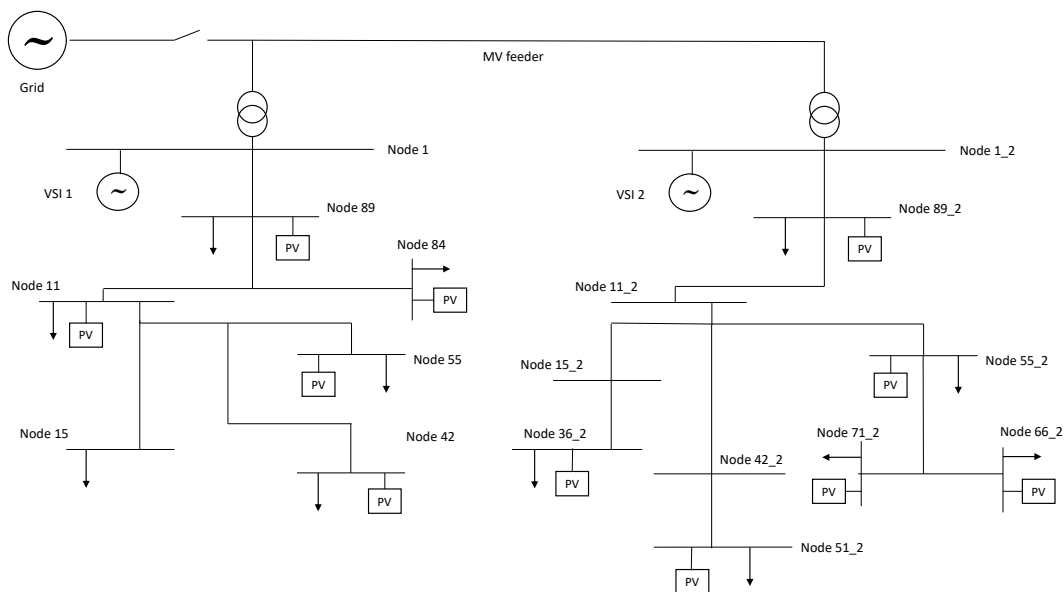 ~
Grid
MV feeder
Node 1
VSI 1
~
Node 89
PV
Node 84
PV
Node 11
PV
Node 55
PV
Node 15
Node 42
PV
Node 1_2
VSI 2
~
Node 89_2
PV
Node 11_2
Node 15_2
Node 55_2
PV
Node 36_2
PV
Node 42_2
Node 71_2
PV
Node 66_2
PV
Node 51_2
PV